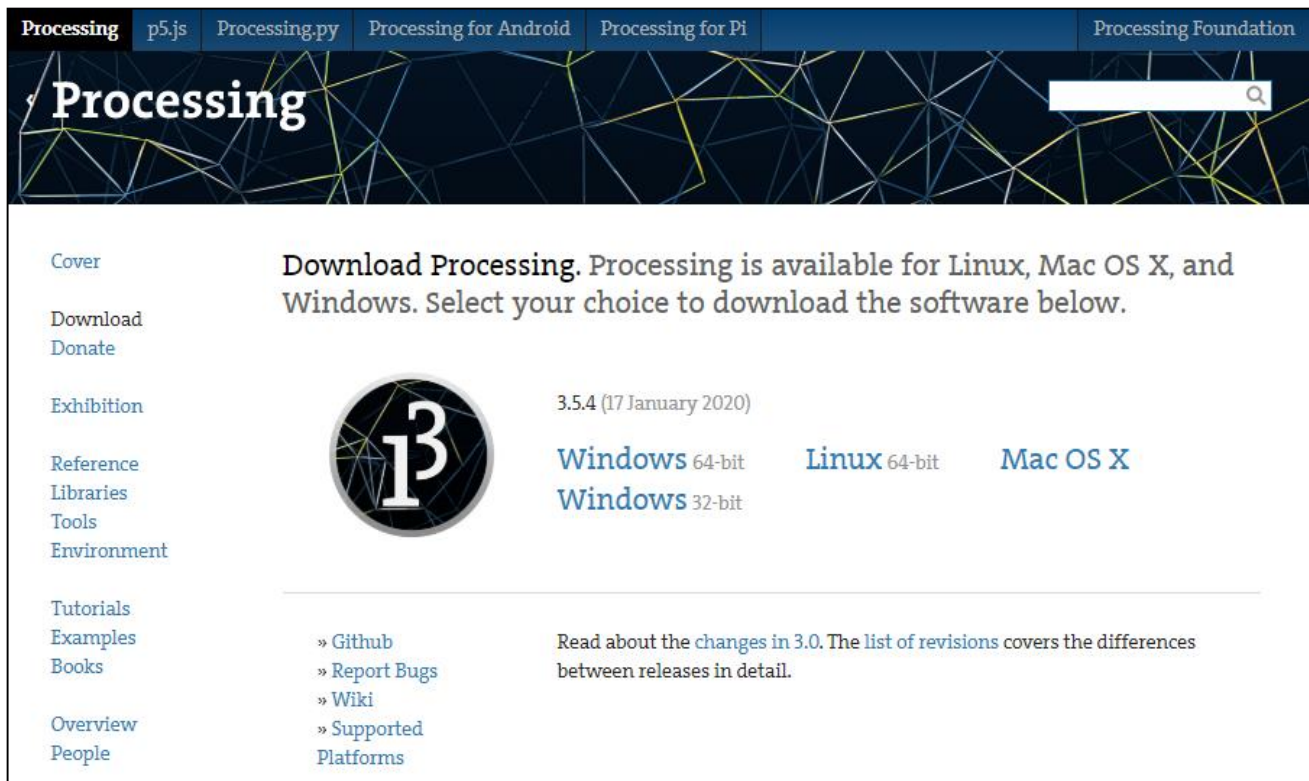 Processing p5.js Processing.py Processing for Android Processing for Pi Processing Foundation
Processing
Cover
Download
Donate
Exhibition
Reference
Libraries
Tools
Environment
Tutorials
Examples
Books
Overview
People
Download Processing. Processing is available for Linux, Mac OS X, and
Windows. Select your choice to download the software below.
3
3.5.4 (17 January 2020)
Windows 64-bit Linux 64-bit Mac OS X
Windows 32-bit
» Github
» Report Bugs
» Wiki
» Supported
Platforms
Read about the changes in 3.0. The list of revisions covers the differences
between releases in detail.